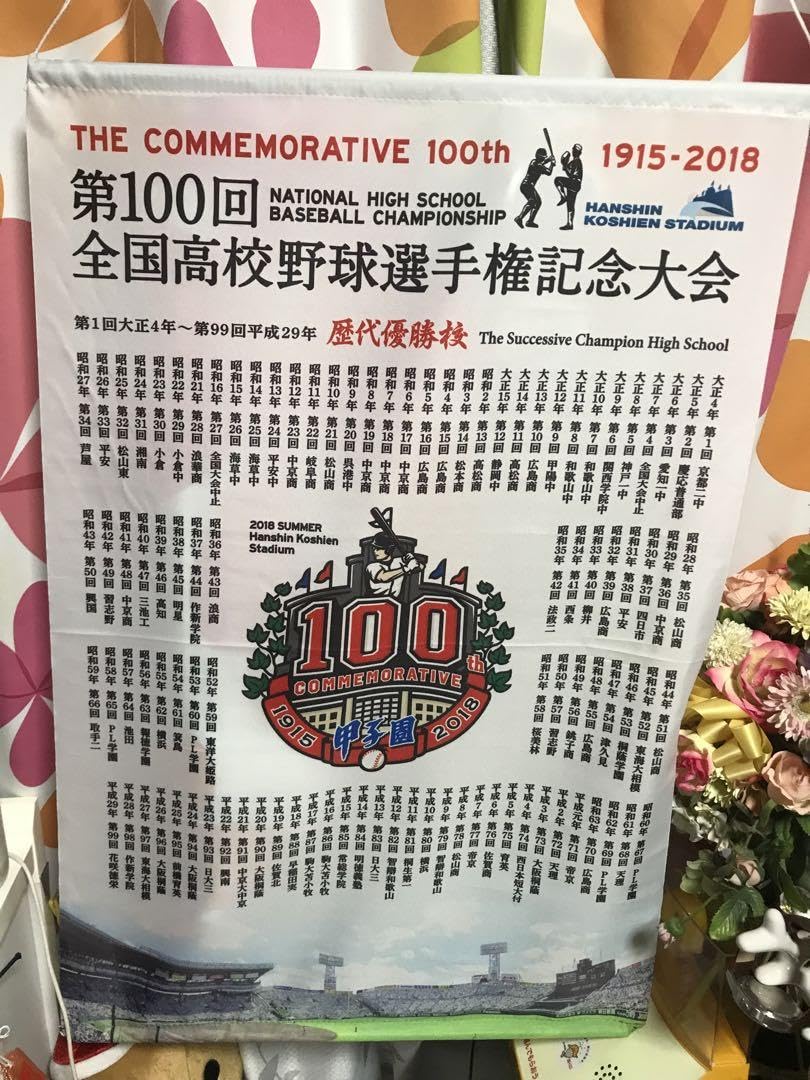 THE COMMEMORATIVE 100th
1915-2018
第100回
NATIONAL HIGH SCHOOL
BASEBALL CHAMPIONSHIP
HANSHIN
KOSHIEN STADIUM
全国高校野球選手権記念大会
第1回大正4年〜第99回平成29年 歴代優勝校 The Successive Champion High School
大正4年 第1回 京都二中
大正5年 第2回 慶応普通部
大正6年 第3回 愛知一中
大正7年 第4回 全国大会中止
大正8年 第5回 神戸一中
大正9年 第6回 関西学院中
大正10年 第7回 和歌山中
大正11年 第8回 和歌山中
大正12年 第9回 甲陽中
大正13年 第10回 広島商
大正14年 第11回 高松商
大正15年 第12回 静岡中
昭和2年 第13回 高松商
昭和3年 第14回 松本商
昭和4年 第15回 広島商
昭和5年 第16回 広島商
昭和6年 第17回 中京商
昭和7年 第18回 中京商
昭和8年 第19回 中京商
昭和9年 第20回 呉港中
昭和10年 第21回 松山商
昭和11年 第22回 岐阜商
昭和12年 第23回 中京商
昭和13年 第24回 平安中
昭和14年 第25回 海草中
昭和15年 第26回 海草中
昭和16年 第27回 全国大会中止
昭和21年 第28回 浪華商
昭和22年 第29回 小倉中
昭和23年 第30回 小倉
昭和24年 第31回 湘南
昭和25年 第32回 松山東
昭和26年 第33回 平安
昭和27年 第34回 芦屋
昭和28年 第35回 松山商
昭和29年 第36回 中京商
昭和30年 第37回 四日市
昭和31年 第38回 平安
昭和32年 第39回 広島商
昭和33年 第40回 柳井
昭和34年 第41回 西条
昭和35年 第42回 法政二
昭和36年 第43回 浪商
昭和37年 第44回 作新学院
昭和38年 第45回 明星
昭和39年 第46回 高知
昭和40年 第47回 三池工
昭和41年 第48回 中京商
昭和42年 第49回 習志野
昭和43年 第50回 興国
昭和44年 第51回 松山商
昭和45年 第52回 東海大相模
昭和46年 第53回 桐蔭学園
昭和47年 第54回 津久見
昭和48年 第55回 広島商
昭和49年 第56回 銚子商
昭和50年 第57回 習志野
昭和51年 第58回 桜美林
昭和52年 第59回 東洋大姫路
昭和53年 第60回 PL学園
昭和54年 第61回 箕島
昭和55年 第62回 横浜
昭和56年 第63回 報徳学園
昭和57年 第64回 池田
昭和58年 第65回 PL学園
昭和59年 第66回 取手二
昭和60年 第67回 PL学園
昭和61年 第68回 天理
昭和62年 第69回 PL学園
昭和63年 第70回 広島商
平成元年 第71回 帝京
平成2年 第72回 天理
平成3年 第73回 大阪桐蔭
平成4年 第74回 西日本短大付
平成5年 第75回 育英
平成6年 第76回 佐賀商
平成7年 第77回 帝京
平成8年 第78回 松山商
平成9年 第79回 智辯和歌山
平成10年 第80回 横浜
平成11年 第81回 桐生第一
平成12年 第82回 智辯和歌山
平成13年 第83回 日大三
平成14年 第84回 明徳義塾
平成15年 第85回 常総学院
平成16年 第86回 駒大苫小牧
平成17年 第87回 駒大苫小牧
平成18年 第88回 早稲田実
平成19年 第89回 佐賀北
平成20年 第90回 大阪桐蔭
平成21年 第91回 中京大中京
平成22年 第92回 興南
平成23年 第93回 日大三
平成24年 第94回 大阪桐蔭
平成25年 第95回 前橋育英
平成26年 第96回 大阪桐蔭
平成27年 第97回 東海大相模
平成28年 第98回 作新学院
平成29年 第99回 花咲徳栄
2018 SUMMER
Hanshin Koshien
Stadium
100th
COMMEMORATIVE
1915 甲子園 2018